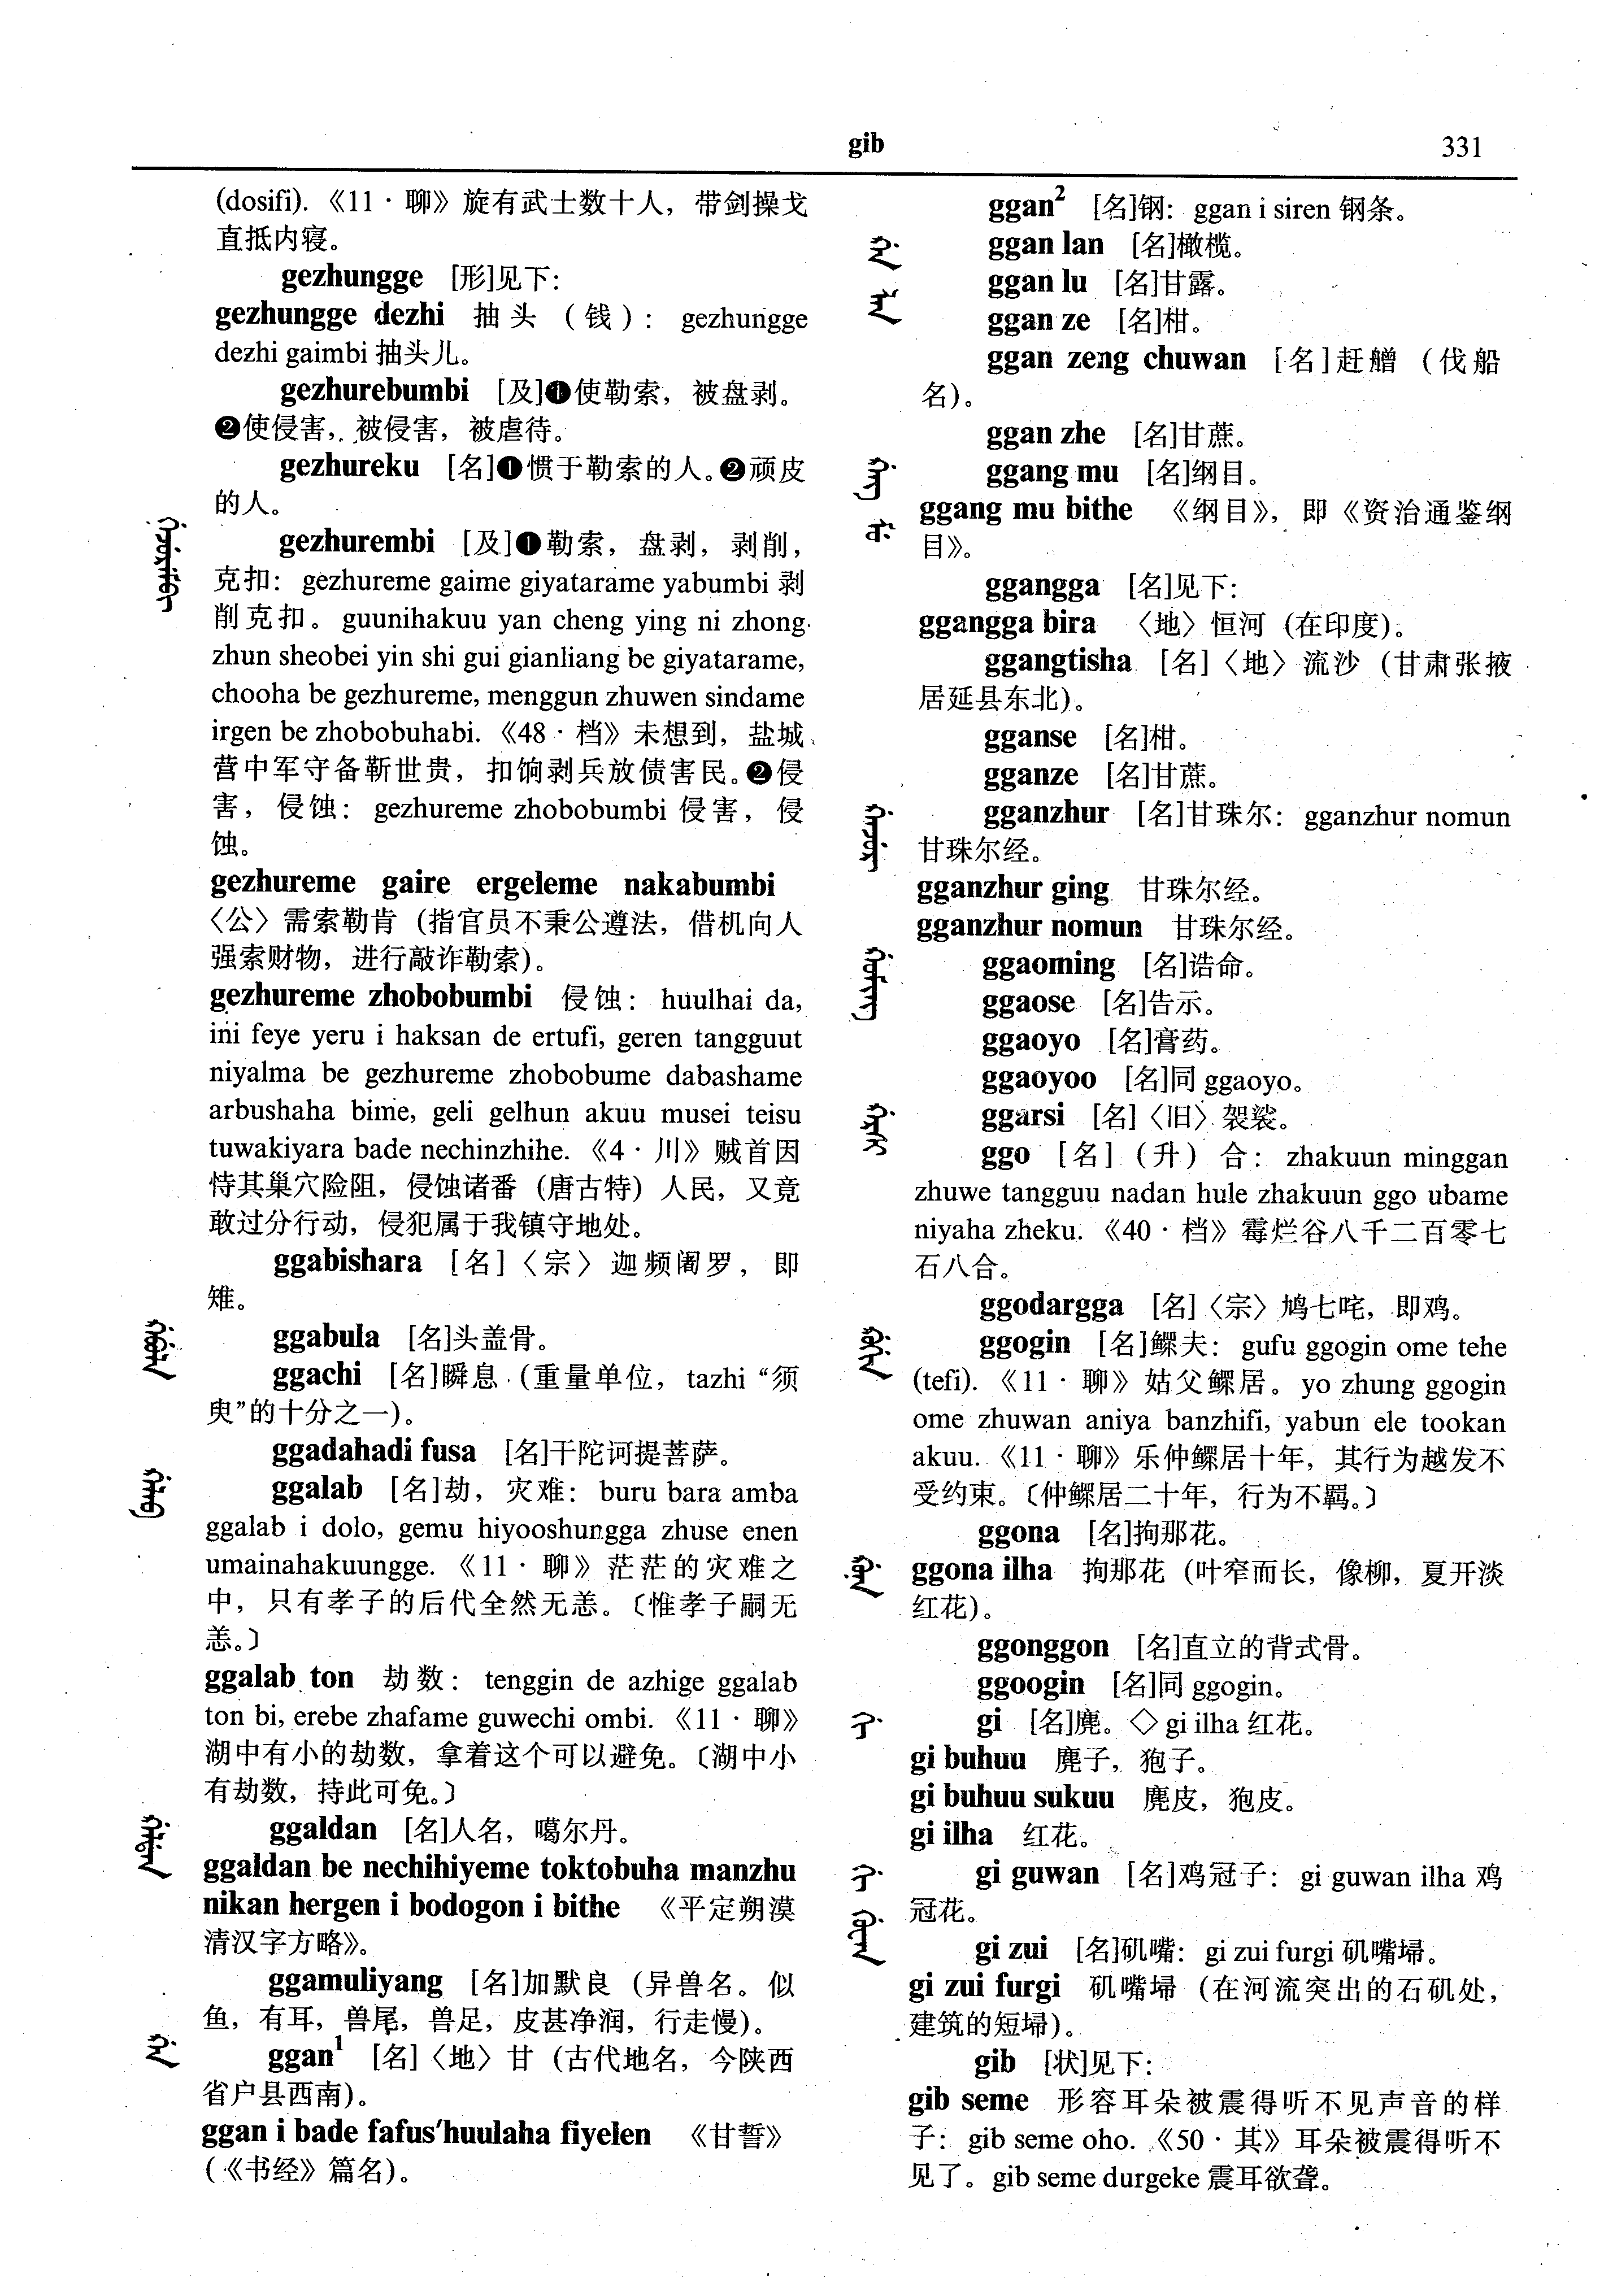 gib
331
(dosifi). 《11·聊》旋有武士数十人，带剑操戈
直抵内寝。
gezhungge [形]见下：
gezhungge dezhi 抽头（钱）：gezhungge
dezhi gaimbi 抽头儿。
gezhurebumbi [及]❶使勒索，被盘剥。
❷使侵害，被侵害，被虐待。
gezhureku [名]❶惯于勒索的人。❷顽皮
的人。
gezhurembi [及]❶勒索，盘剥，剥削，
克扣：gezhureme gaime giyatarame yabumbi 剥
削克扣。guunihakuu yan cheng ying ni zhong
zhun sheobei yin shi gui gianliang be giyatarame,
chooha be gezhureme, menggun zhuwen sindame
irgen be zhobobuhabi. 《48·档》未想到，盐城
营中军守备靳世贵，扣饷剥兵放债害民。❷侵
害，侵蚀：gezhureme zhobobumbi 侵害，侵
蚀。
gezhureme gaire ergeleme nakabumbi
〈公〉需索勒肯（指官员不秉公遵法，借机向人
强索财物，进行敲诈勒索）。
gezhureme zhobobumbi 侵蚀：huulhai da,
ini feye yeru i haksan de ertufi, geren tangguut
niyalma be gezhureme zhobobume dabashame
arbushaha bime, geli gelhun akuu musei teisu
tuwakiyara bade nechinzhihe. 《4·川》贼首因
恃其巢穴险阻，侵蚀诸番（唐古特）人民，又竟
敢过分行动，侵犯属于我镇守地处。
ggabishara [名]〈宗〉迦频阇罗，即
雉。
ggabula [名]头盖骨。
ggachi [名]瞬息（重量单位，tazhi “须
臾”的十分之一）。
ggadahadi fusa [名]干陀诃提菩萨。
ggalab [名]劫，灾难：buru bara amba
ggalab i dolo, gemu hiyooshungga zhuse enen
umainahakuungge. 《11·聊》茫茫的灾难之
中，只有孝子的后代全然无恙。〔惟孝子嗣无
恙。〕
ggalab ton 劫数：tenggin de azhige ggalab
ton bi, erebe zhafame guwechi ombi. 《11·聊》
湖中有小的劫数，拿着这个可以避免。〔湖中小
有劫数，持此可免。〕
ggaldan [名]人名，噶尔丹。
ggaldan be nechihiyeme toktobuha manzhu
nikan hergen i bodogon i bithe 《平定朔漠
清汉字方略》。
ggamuliyang [名]加默良（异兽名。似
鱼，有耳，兽尾，兽足，皮甚净润，行走慢）。
ggan¹ [名]〈地〉甘（古代地名，今陕西
省户县西南）。
ggan i bade fafus'huulaha fiyelen 《甘誓》
（《书经》篇名）。
ggan² [名]钢：ggan i siren 钢条。
ggan lan [名]橄榄。
ggan lu [名]甘露。
ggan ze [名]柑。
ggan zeng chuwan [名]赶艚（伐船
名）。
ggan zhe [名]甘蔗。
ggang mu [名]纲目。
ggang mu bithe 《纲目》，即《资治通鉴纲
目》。
ggangga [名]见下：
ggangga bira 〈地〉恒河（在印度）。
ggangtisha [名]〈地〉流沙（甘肃张掖
居延县东北）。
gganse [名]柑。
gganze [名]甘蔗。
gganzhur [名]甘珠尔：gganzhur nomun
甘珠尔经。
gganzhur ging 甘珠尔经。
gganzhur nomun 甘珠尔经。
ggaoming [名]诰命。
ggaose [名]告示。
ggaoyo [名]膏药。
ggaoyoo [名]同 ggaoyo。
ggarsi [名]〈旧〉袈裟。
ggo [名]（升）合：zhakuun minggan
zhuwe tangguu nadan hule zhakuun ggo ubame
niyaha zheku. 《40·档》霉烂谷八千二百零七
石八合。
ggodargga [名]〈宗〉鸠七咤，即鸡。
ggogin [名]鳏夫：gufu ggogin ome tehe
(tefi). 《11·聊》姑父鳏居。yo zhung ggogin
ome zhuwan aniya banzhifi, yabun ele tookan
akuu. 《11·聊》乐仲鳏居十年，其行为越发不
受约束。〔仲鳏居二十年，行为不羁。〕
ggona [名]拘那花。
ggona ilha 拘那花（叶窄而长，像柳，夏开淡
红花）。
ggonggon [名]直立的背式骨。
ggoogin [名]同 ggogin。
gi [名]麂。◇gi ilha 红花。
gi buhuu 麂子，狍子。
gi buhuu sukuu 麂皮，狍皮。
gi ilha 红花。
gi guwan [名]鸡冠子：gi guwan ilha 鸡
冠花。
gi zui [名]矶嘴：gi zui furgi 矶嘴埽。
gi zui furgi 矶嘴埽（在河流突出的石矶处，
建筑的短埽）。
gib [状]见下：
gib seme 形容耳朵被震得听不见声音的样
子：gib seme oho. 《50·其》耳朵被震得听不
见了。gib seme durgeke 震耳欲聋。